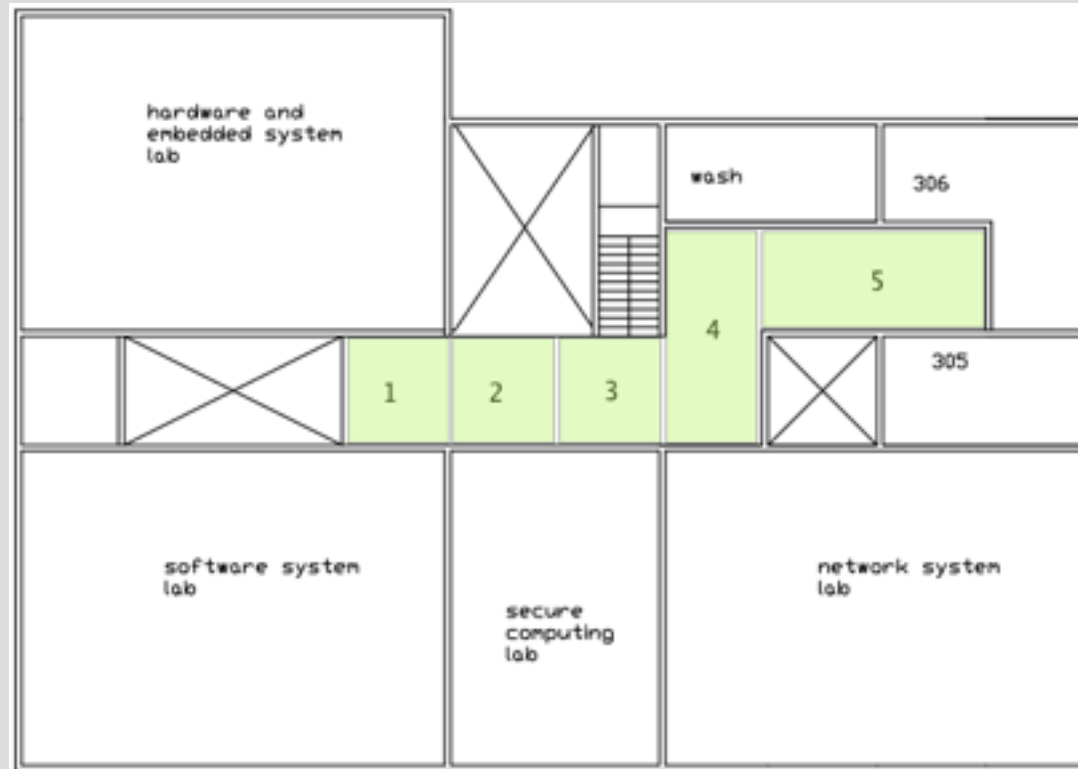 hardware and
embedded system
lab
wash
306
5
4
305
1
2
3
software system
lab
secure
computing
lab
network system
lab